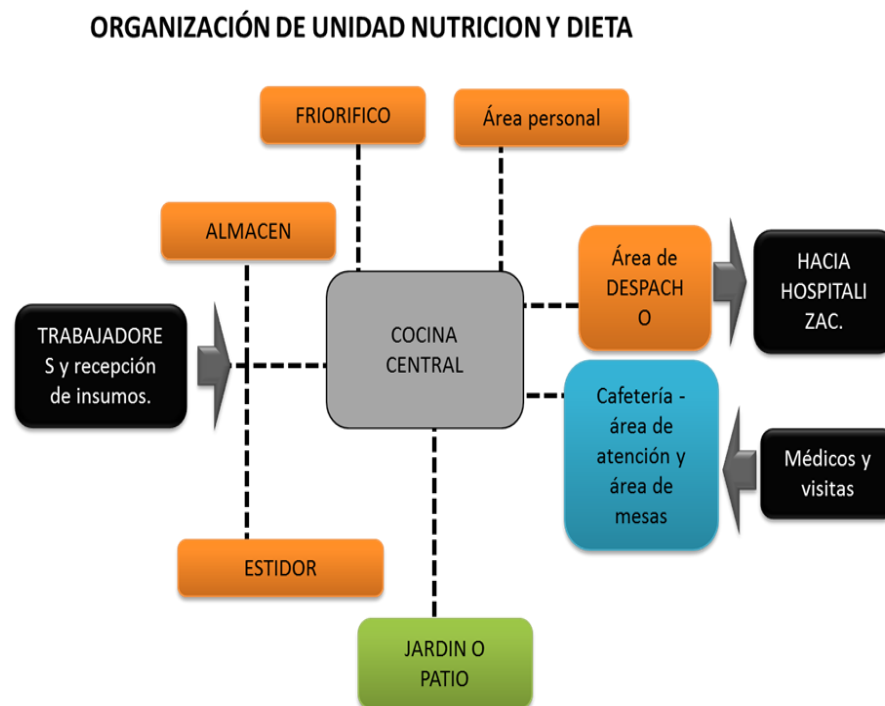 ORGANIZACIÓN DE UNIDAD NUTRICION Y DIETA
FRIORIFICO
Área personal
ALMACEN
Área de
DESPACH
O
HACIA
HOSPITALI
ZAC.
TRABAJADORE
S y recepción
de insumos.
COCINA
CENTRAL
Cafetería -
área de
atención y
área de
mesas
Médicos y
visitas
ESTIDOR
JARDIN O
PATIO